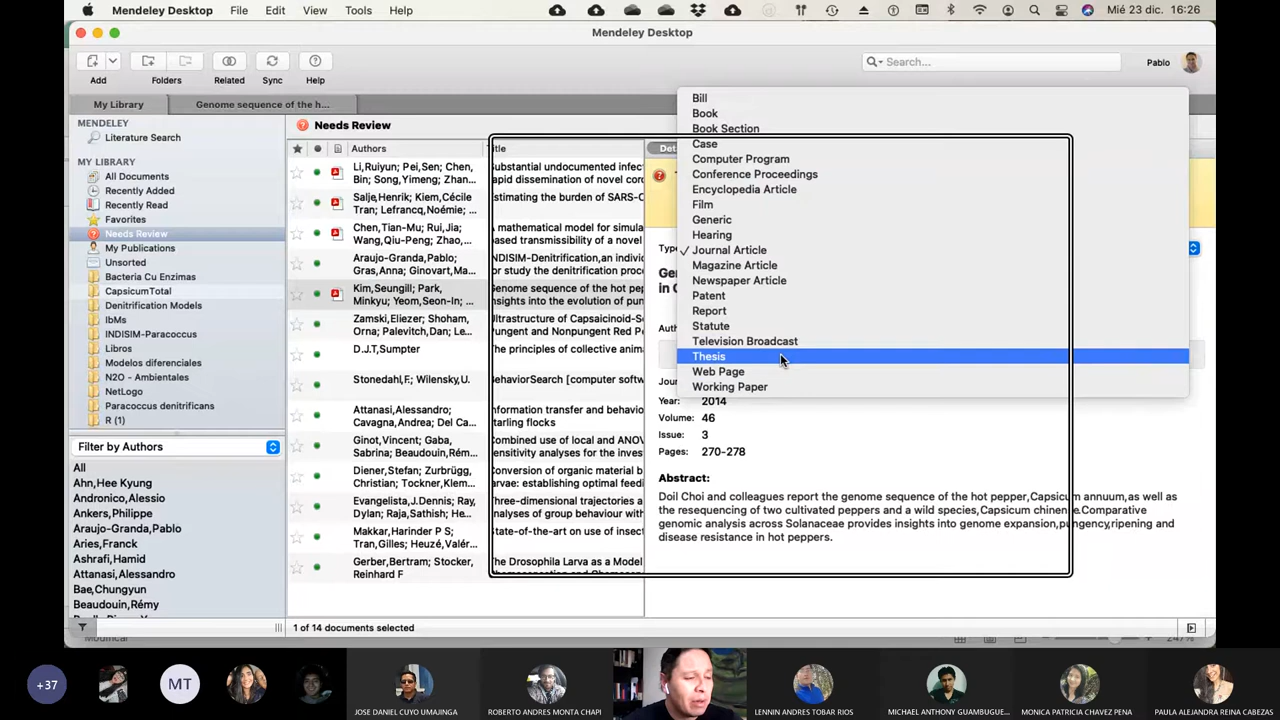 Mendeley Desktop File Edit View Tools Help Mié 23 dic. 16:26
Mendeley Desktop
Add Folders Related Sync Help
Search...
Pablo
My Library Genome sequence of the h...
MENDELEY
Literature Search
MY LIBRARY
All Documents
Recently Added
Recently Read
Favorites
Needs Review
My Publications
Unsorted
Bacteria Cu Enzimas
CapsicumTotal
Denitrification Models
IbMs
INDISIM-Paracoccus
Libros
Modelos diferenciales
N2O - Ambientales
NetLogo
Paracoccus denitrificans
R (1)
Filter by Authors
All
Ahn,Hee Kyung
Andronico,Alessio
Ankers,Philippe
Araujo-Granda,Pablo
Aries,Franck
Ashrafi,Hamid
Attanasi,Alessandro
Bae,Chungyun
Beaudouin,Rémy
Needs Review
Authors
Title
Li,Ruiyun; Pei,Sen; Chen,
Bin; Song,Yimeng; Zhan...
Substantial undocumented infec
rapid dissemination of novel cor
Salje,Henrik; Kiem,Cécile
Tran; Lefrancq,Noémie; ...
Estimating the burden of SARS-C
Chen,Tian-Mu; Rui,Jia;
Wang,Qiu-Peng; Zhao,...
A mathematical model for simula
based transmissibility of a novel
Araujo-Granda,Pablo;
Gras,Anna; Ginovart,Ma...
INDISIM-Denitrification,an individ
for study the denitrification proc
Kim,Seungill; Park,
Minkyu; Yeom,Seon-In; ...
Genome sequence of the hot pep
insights into the evolution of pun
Zamski,Eliezer; Shoham,
Orna; Palevitch,Dan; Le...
Ultrastructure of Capsaicinoid-S
Pungent and Nonpungent Red P
D.J.T,Sumpter
The principles of collective anima
Stonedahl,F.; Wilensky,U.
BehaviorSearch [computer softw
Attanasi,Alessandro;
Cavagna,Andrea; Del Ca...
Information transfer and behavio
starling flocks
Ginot,Vincent; Gaba,
Sabrina; Beaudouin,Rém...
Combined use of local and ANOV
sensitivity analyses for the invest
Diener,Stefan; Zurbrügg,
Christian; Tockner,Klem...
Conversion of organic material b
larvae: establishing optimal feedi
Evangelista,J.Dennis; Ray,
Dylan; Raja,Sathish; He...
Three-dimensional trajectories a
analyses of group behaviour with
Makkar,Harinder P S;
Tran,Gilles; Heuzé,Valér...
State-of-the-art on use of insect
Gerber,Bertram; Stocker,
Reinhard F
The Drosophila Larva as a Model
1 of 14 documents selected
Bill
Book
Book Section
Case
Computer Program
Conference Proceedings
Encyclopedia Article
Film
Generic
Hearing
✓ Journal Article
Magazine Article
Newspaper Article
Patent
Report
Statute
Television Broadcast
Thesis
Web Page
Working Paper
Year: 2014
Volume: 46
Issue: 3
Pages: 270-278
Abstract:
Doil Choi and colleagues report the genome sequence of the hot pepper,Capsicum annuum,as well as
the resequencing of two cultivated peppers and a wild species,Capsicum chinense.Comparative
genomic analysis across Solanaceae provides insights into genome expansion,pungency,ripening and
disease resistance in hot peppers.
Modificar
247%
+37
MT
JOSE DANIEL CUYO UMAJINGA
ROBERTO ANDRES MONTA CHAPI
LENNIN ANDRES TOBAR RIOS
MICHAEL ANTHONY GUAMBUGUE...
MONICA PATRICIA CHAVEZ PENA
PAULA ALEJANDRA REINA CABEZAS